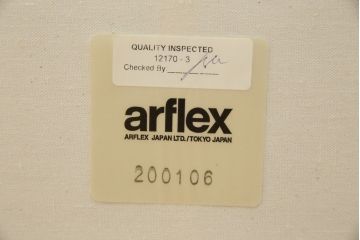 QUALITY INSPECTED
12170 - 3
Checked By
arflex
ARFLEX JAPAN LTD./TOKYO JAPAN
200106